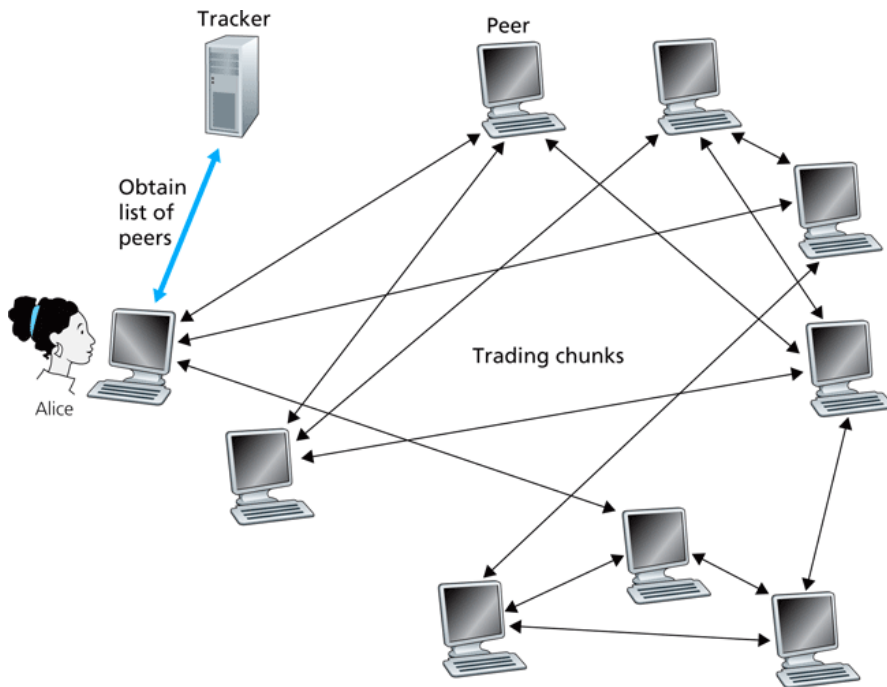 Tracker
Peer
Obtain
list of
peers
Trading chunks
Alice